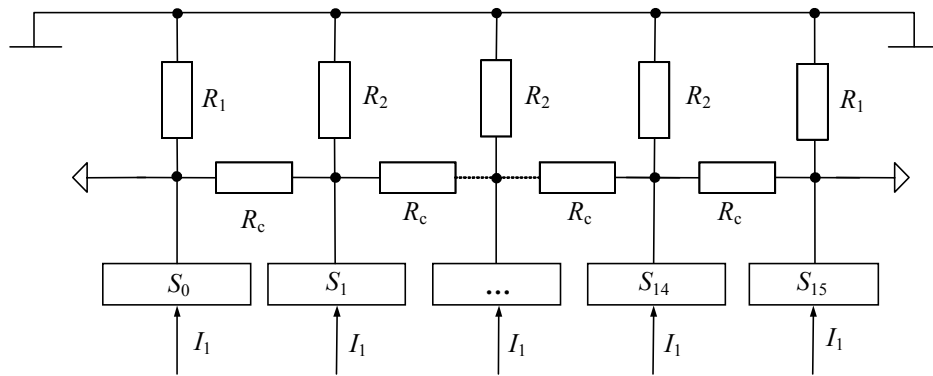 R1 R2 R2 R2 R1
Rc Rc Rc Rc
S0 S1 ... S14 S15
I1 I1 I1 I1 I1